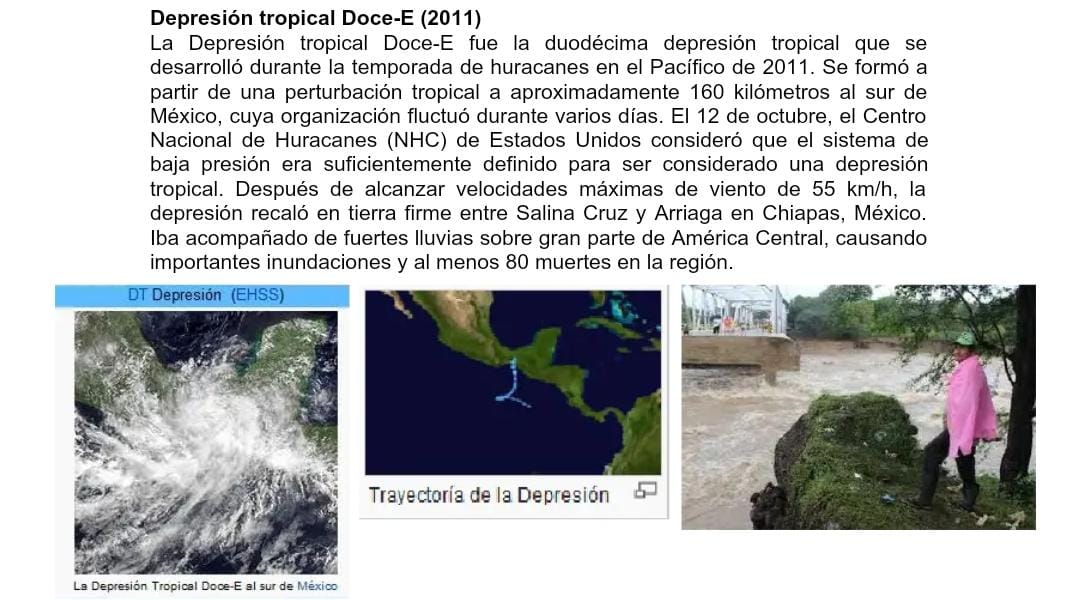 Depresión tropical Doce-E (2011)
La Depresión tropical Doce-E fue la duodécima depresión tropical que se
desarrolló durante la temporada de huracanes en el Pacífico de 2011. Se formó a
partir de una perturbación tropical a aproximadamente 160 kilómetros al sur de
México, cuya organización fluctuó durante varios días. El 12 de octubre, el Centro
Nacional de Huracanes (NHC) de Estados Unidos consideró que el sistema de
baja presión era suficientemente definido para ser considerado una depresión
tropical. Después de alcanzar velocidades máximas de viento de 55 km/h, la
depresión recaló en tierra firme entre Salina Cruz y Arriaga en Chiapas, México.
Iba acompañado de fuertes lluvias sobre gran parte de América Central, causando
importantes inundaciones y al menos 80 muertes en la región.
DT Depresión (EHSS)
La Depresión Tropical Doce-E al sur de México
Trayectoría de la Depresión